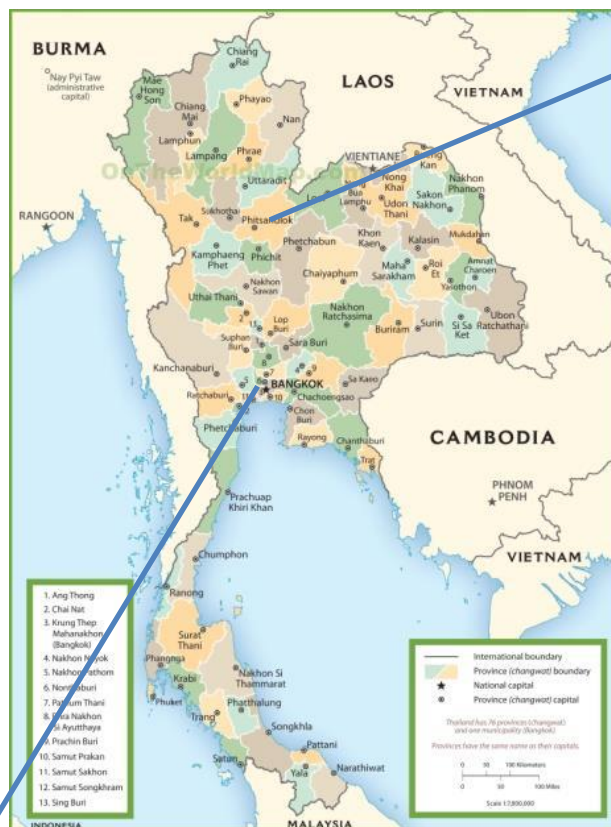 BURMA
Nay Pyi Taw
(administrative
capital)
Chiang
Rai
LAOS
VIETNAM
Mae
Hong
Son
Chiang
Mai
Phayao
Nan
Lamphun
Lampang
Phrae
Uttaradit
VIENTIANE
Nong
Khai
Bua
Lamphu
Udon
Thani
Sakon
Nakhon
Nakhon
Phanom
RANGOON
Tak
Sukhothai
Phitsanulok
Mukdahan
Kamphaeng
Phet
Phichit
Phetchabun
Khon
Kaen
Kalasin
Maha
Sarakham
Roi
Et
Amnat
Charoen
Yasothon
Nakhon
Sawan
Chaiyaphum
Uthai Thani
Nakhon
Ratchasima
Ubon
Ratchathani
Lop
Buri
Buriram
Surin
Si Sa
Ket
Suphan
Buri
Sara Buri
Kanchanaburi
BANGKOK
Sa Kaeo
Ratchaburi
Chachoengsao
Phetchaburi
Chon
Buri
Rayong
Chanthaburi
Trat
CAMBODIA
PHNOM
PENH
Prachuap
Khiri Khan
VIETNAM
Chumphon
Ranong
Surat
Thani
Phangnga
Nakhon Si
Thammarat
Krabi
Phuket
Phatthalung
Trang
Songkhla
Satun
Pattani
Yala
Narathiwat
MALAYSIA
INDONESIA
1. Ang Thong
2. Chai Nat
3. Krung Thep
Mahanakhon
(Bangkok)
4. Nakhon Nayok
5. Nakhon Pathom
6. Nonthaburi
7. Pathum Thani
8. Phra Nakhon
Si Ayutthaya
9. Prachin Buri
10. Samut Prakan
11. Samut Sakhon
12. Samut Songkhram
13. Sing Buri
International boundary
Province (changwat) boundary
National capital
Province (changwat) capital
Thailand has 76 provinces (changwat)
and one municipality (Bangkok)
Provinces have the same name as their capitals.
0 50 100 Kilometers
0 50 100 Miles